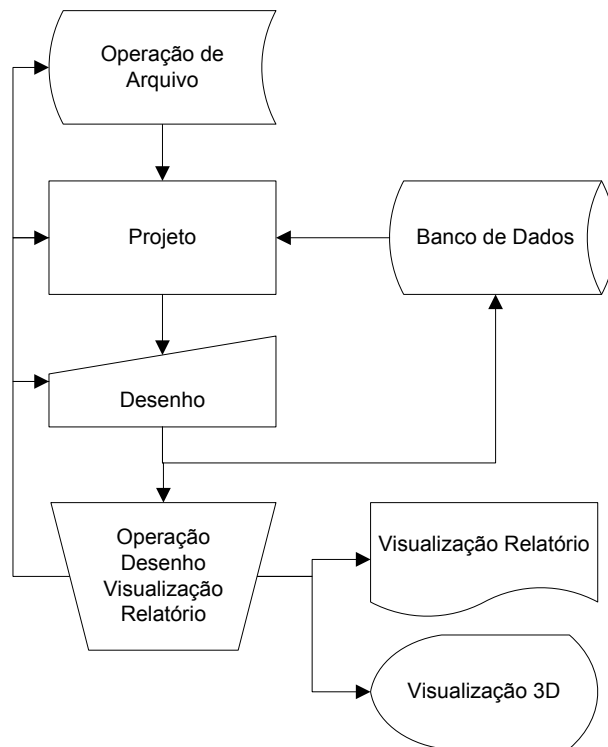 Operação de
Arquivo
Projeto
Banco de Dados
Desenho
Operação
Desenho
Visualização
Relatório
Visualização Relatório
Visualização 3D